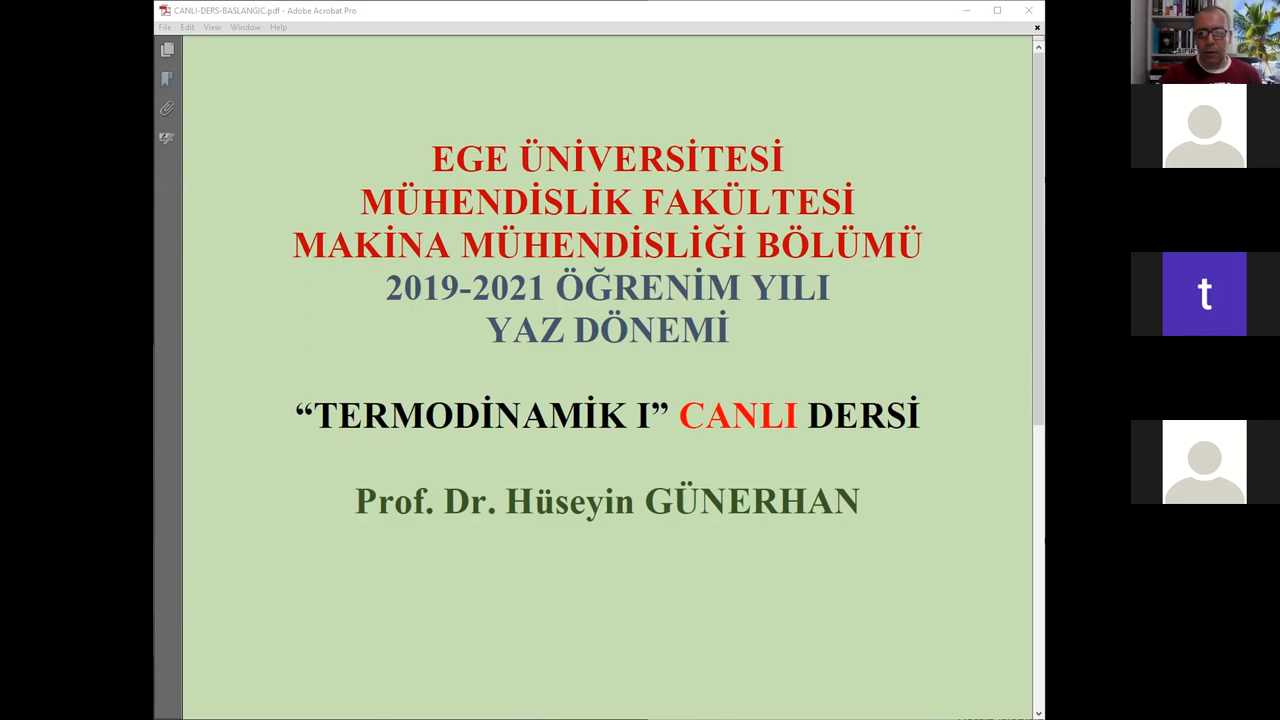 CANLI-DERS-BASLANGIC.pdf - Adobe Acrobat Pro
File Edit View Window Help
EGE ÜNİVERSİTESİ
MÜHENDİSLİK FAKÜLTESİ
MAKİNA MÜHENDİSLİĞİ BÖLÜMÜ
2019-2021 ÖĞRENİM YILI
YAZ DÖNEMİ
“TERMODİNAMİK I” CANLI DERSİ
Prof. Dr. Hüseyin GÜNERHAN
t